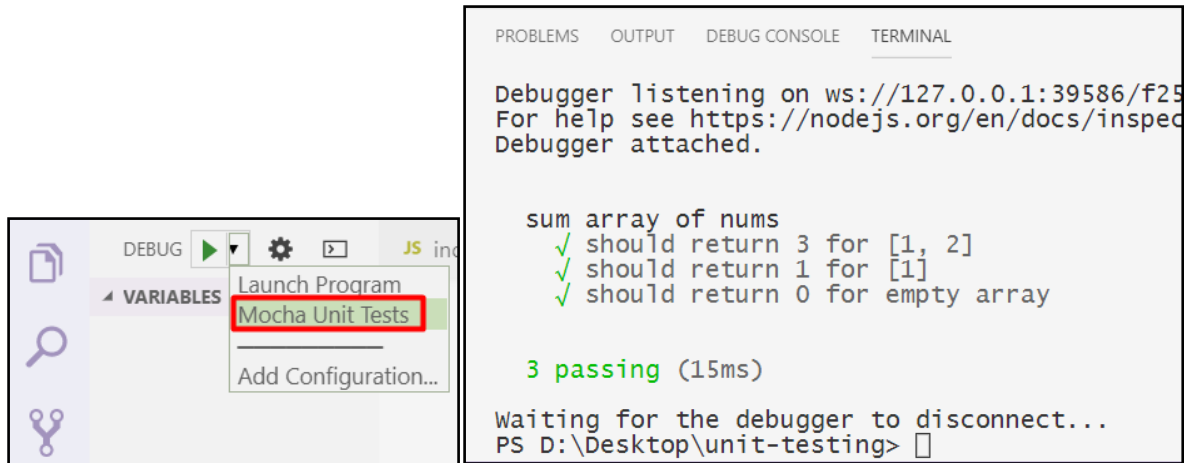 DEBUG
JS
Launch Program
VARIABLES
Mocha Unit Tests
Add Configuration...
PROBLEMS OUTPUT DEBUG CONSOLE TERMINAL
Debugger listening on ws://127.0.0.1:39586/f25
For help see https://nodejs.org/en/docs/inspec
Debugger attached.
sum array of nums
√ should return 3 for [1, 2]
√ should return 1 for [1]
√ should return 0 for empty array
3 passing (15ms)
Waiting for the debugger to disconnect...
PS D:\Desktop\unit-testing>